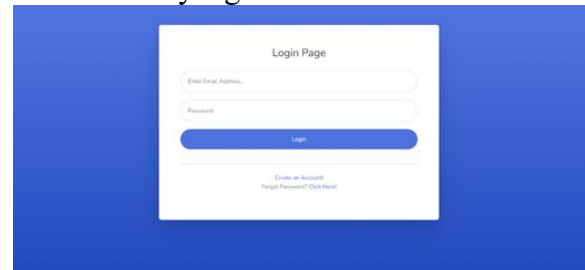 Login Page
Enter Email Address...
Password
Login
Create an Account!
Forgot Password? Click Here!